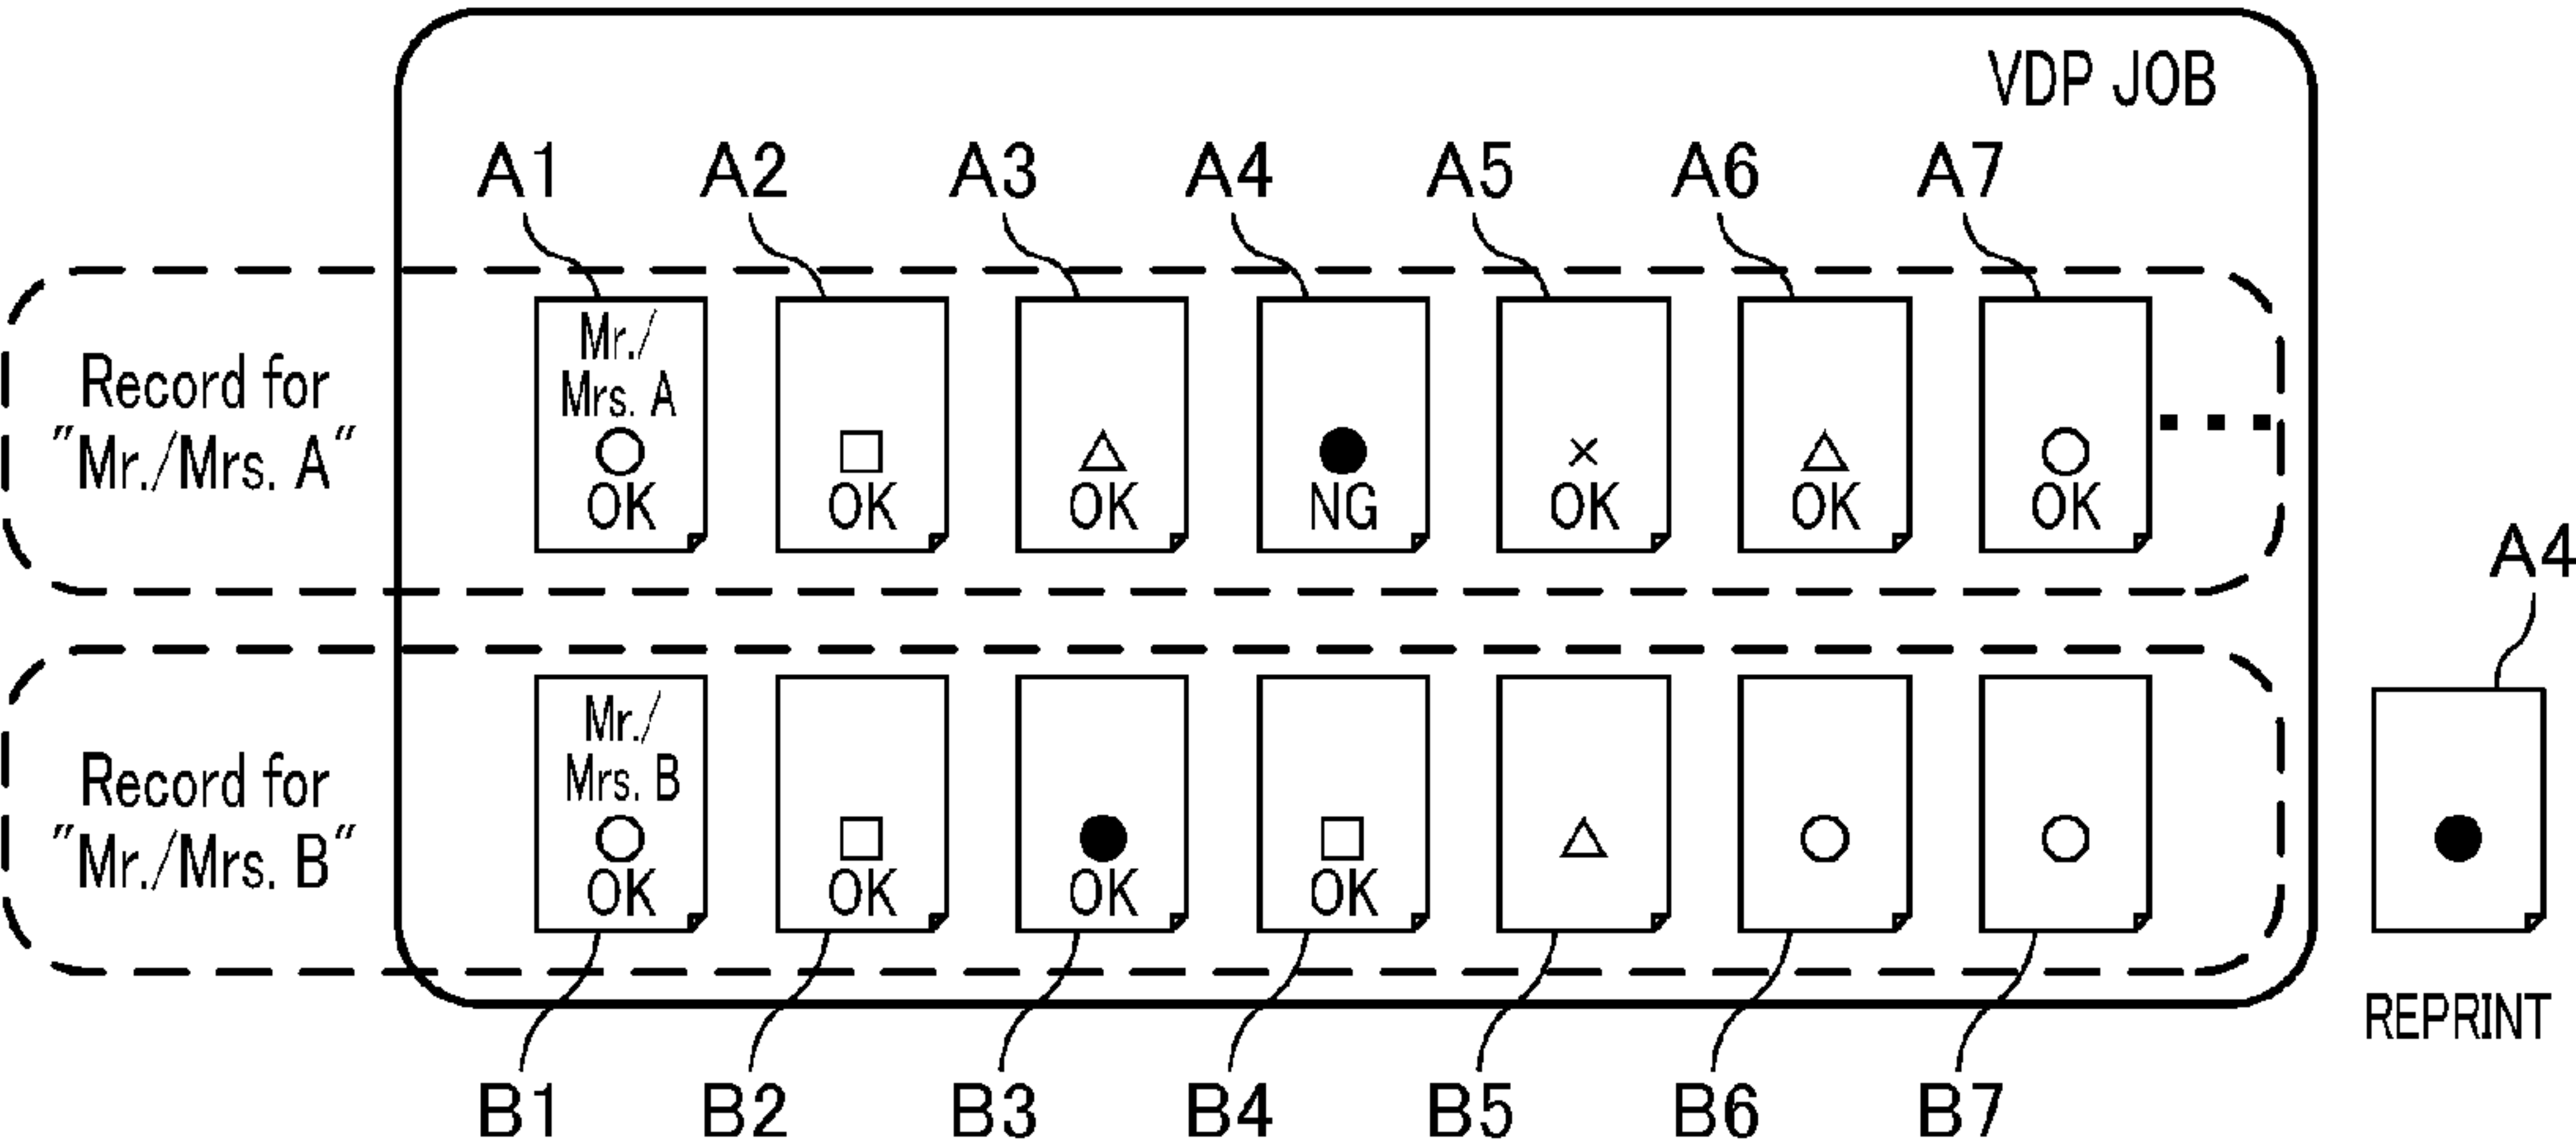 VDP JOB
A1 A2 A3 A4 A5 A6 A7
Record for
"Mr./Mrs. A"
Mr./
Mrs. A
OK OK OK NG OK OK OK
A4
Record for
"Mr./Mrs. B"
Mr./
Mrs. B
OK OK OK OK
REPRINT
B1 B2 B3 B4 B5 B6 B7